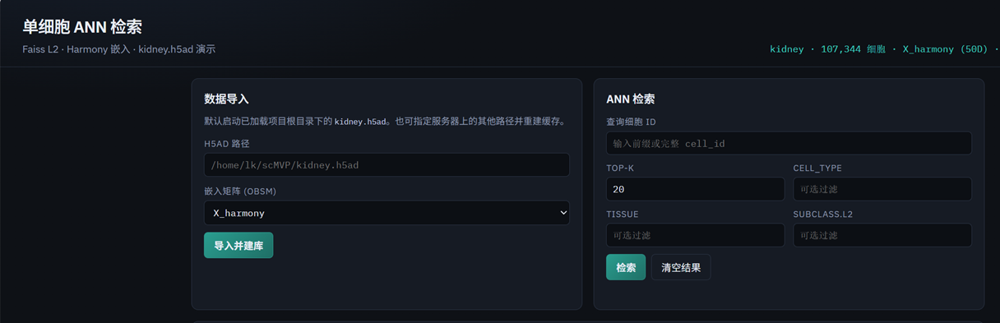 单细胞 ANN 检索
Faiss L2 · Harmony 嵌入 · kidney.h5ad 演示
kidney · 107,344 细胞 · X_harmony (50D) ·
数据导入
默认启动已加载项目根目录下的 kidney.h5ad。也可指定服务器上的其他路径并重建缓存。
H5AD 路径
/home/lk/scMVP/kidney.h5ad
嵌入矩阵 (OBSM)
X_harmony
导入并建库
ANN 检索
查询细胞 ID
输入前缀或完整 cell_id
TOP-K
CELL_TYPE
20
可选过滤
TISSUE
SUBCLASS.L2
可选过滤
可选过滤
检索
清空结果